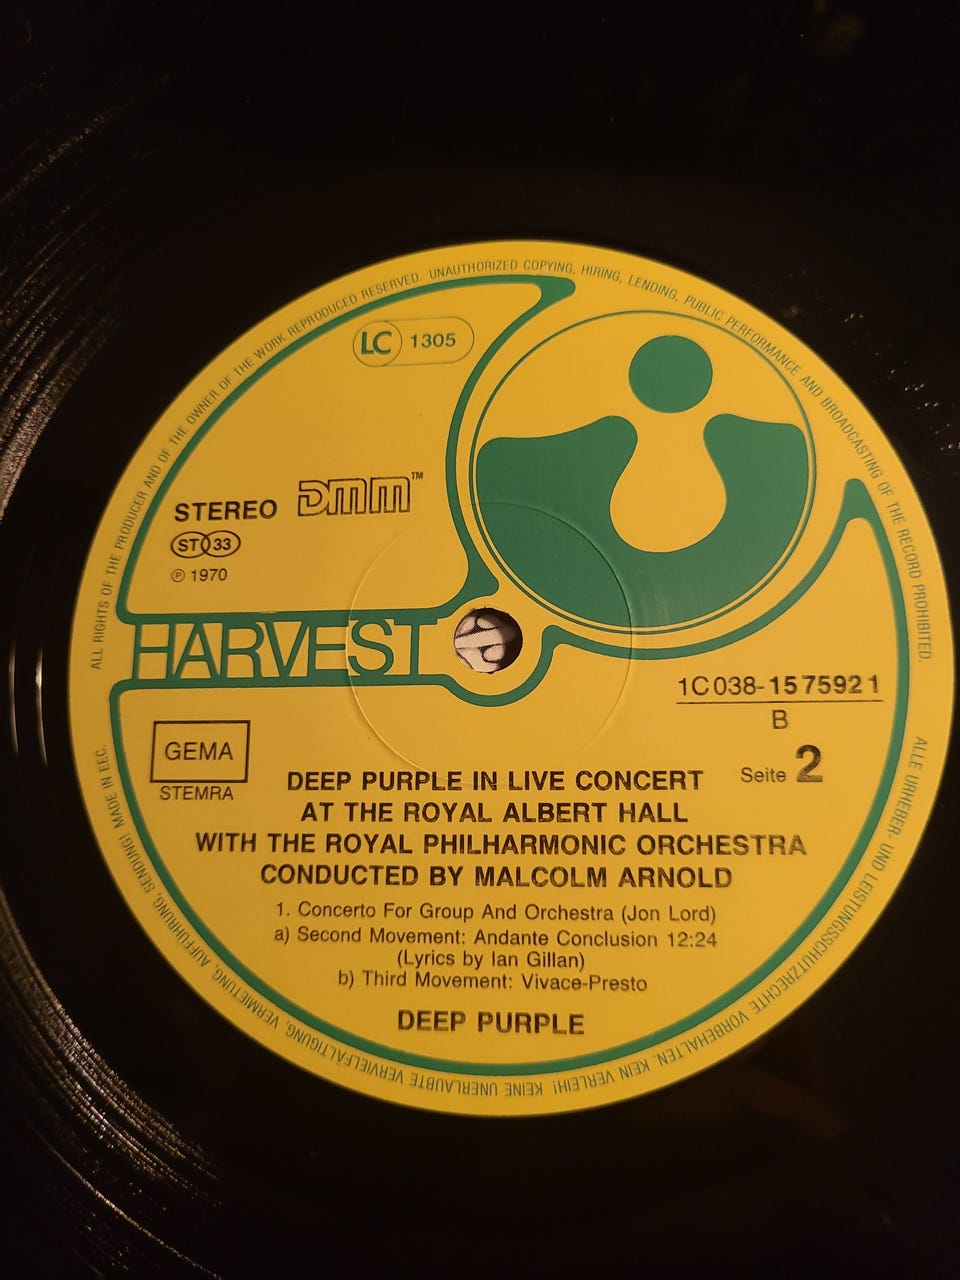 ALL RIGHTS OF THE PRODUCER AND OF THE OWNER OF THE WORK REPRODUCED RESERVED. UNAUTHORIZED COPYING, HIRING, LENDING, PUBLIC PERFORMANCE AND BROADCASTING OF THE RECORD PROHIBITED.
LC 1305
STEREO DMM™
ST 33
℗ 1970
HARVEST
1C 038-15 7592 1
B
Seite 2
GEMA
STEMRA
DEEP PURPLE IN LIVE CONCERT
AT THE ROYAL ALBERT HALL
WITH THE ROYAL PHILHARMONIC ORCHESTRA
CONDUCTED BY MALCOLM ARNOLD
1. Concerto For Group And Orchestra (Jon Lord)
a) Second Movement: Andante Conclusion 12:24
(Lyrics by Ian Gillan)
b) Third Movement: Vivace-Presto
DEEP PURPLE
ALLE URHEBER- UND LEISTUNGSSCHUTZRECHTE VORBEHALTEN. KEIN VERLEIH! KEINE UNERLAUBTE VERVIELFÄLTIGUNG, VERMIETUNG, AUFFÜHRUNG, SENDUNG! MADE IN EEC.